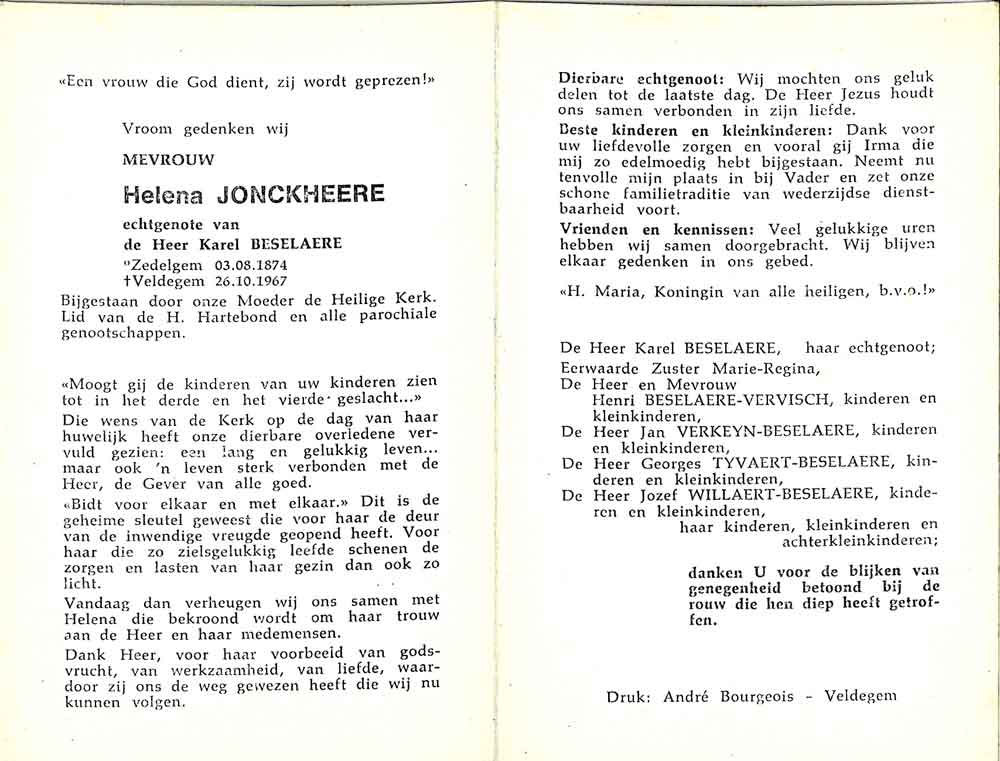 «Een vrouw die God dient, zij wordt geprezen!»
Vroom gedenken wij
MEVROUW
Helena JONCKHEERE
echtgenote van
de Heer Karel BESELAERE
°Zedelgem 03.08.1874
†Veldegem 26.10.1967
Bijgestaan door onze Moeder de Heilige Kerk.
Lid van de H. Hartebond en alle parochiale
genootschappen.
«Moogt gij de kinderen van uw kinderen zien
tot in het derde en het vierde geslacht...»
Die wens van de Kerk op de dag van haar
huwelijk heeft onze dierbare overledene ver-
vuld gezien: een lang en gelukkig leven...
maar ook 'n leven sterk verbonden met de
Heer, de Gever van alle goed.
«Bidt voor elkaar en met elkaar.» Dit is de
geheime sleutel geweest die voor haar de deur
van de inwendige vreugde geopend heeft. Voor
haar die zo zielsgelukkig leefde schenen de
zorgen en lasten van haar gezin dan ook zo
licht.
Vandaag dan verheugen wij ons samen met
Helena die bekroond wordt om haar trouw
aan de Heer en haar medemensen.
Dank Heer, voor haar voorbeeld van gods-
vrucht, van werkzaamheid, van liefde, waar-
door zij ons de weg gewezen heeft die wij nu
kunnen volgen.
Dierbare echtgenoot: Wij mochten ons geluk
delen tot de laatste dag. De Heer Jezus houdt
ons samen verbonden in zijn liefde.
Beste kinderen en kleinkinderen: Dank voor
uw liefdevolle zorgen en vooral gij Irma die
mij zo edelmoedig hebt bijgestaan. Neemt nu
tenvolle mijn plaats in bij Vader en zet onze
schone familietraditie van wederzijdse dienst-
baarheid voort.
Vrienden en kennissen: Veel gelukkige uren
hebben wij samen doorgebracht. Wij blijven
elkaar gedenken in ons gebed.
«H. Maria, Koningin van alle heiligen, b.v.o.!»
De Heer Karel BESELAERE, haar echtgenoot;
Eerwaarde Zuster Marie-Regina,
De Heer en Mevrouw
Henri BESELAERE-VERVISCH, kinderen en
kleinkinderen,
De Heer Jan VERKEYN-BESELAERE, kinderen
en kleinkinderen,
De Heer Georges TYVAERT-BESELAERE, kin-
deren en kleinkinderen,
De Heer Jozef WILLAERT-BESELAERE, kinde-
ren en kleinkinderen,
haar kinderen, kleinkinderen en
achterkleinkinderen;
danken U voor de blijken van
genegenheid betoond bij de
rouw die hen diep heeft getrof-
fen.
Druk: André Bourgeois - Veldegem